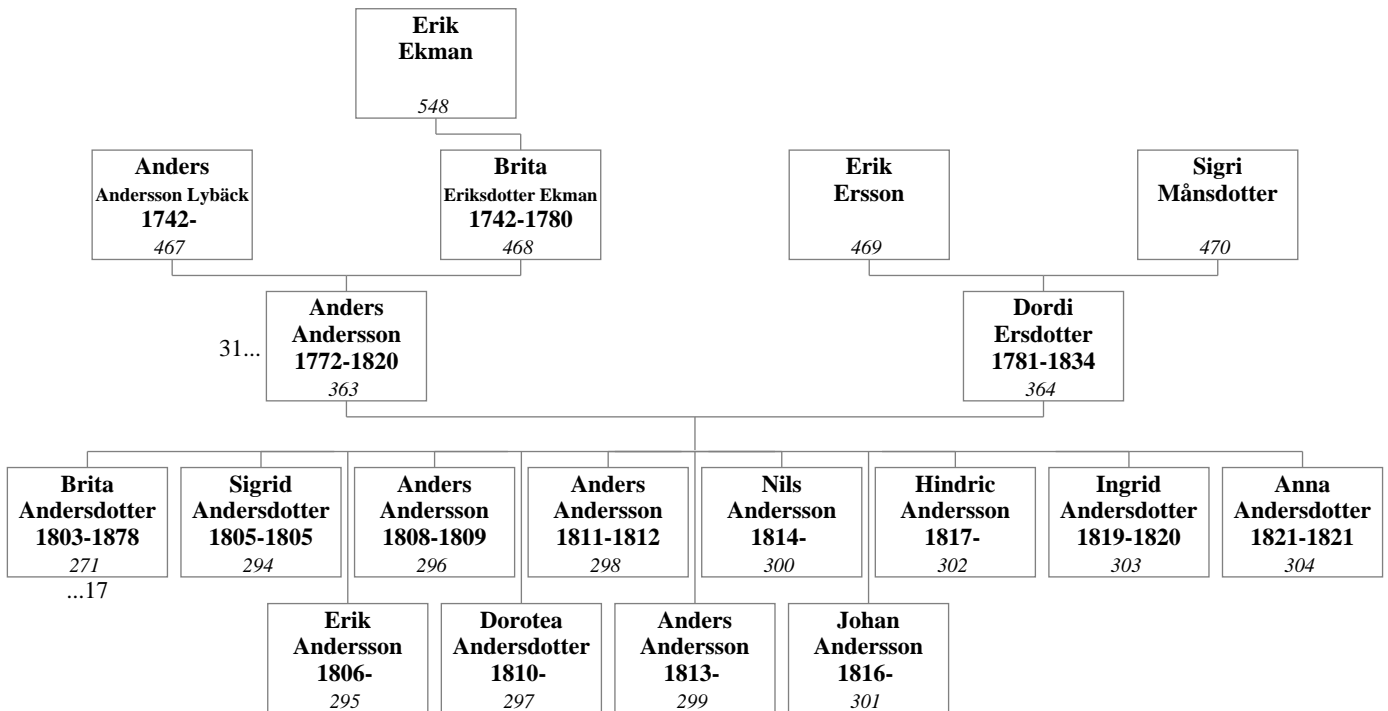 Erik
Ekman
548
Anders
Andersson Lybäck
1742-
467
Brita
Eriksdotter Ekman
1742-1780
468
Erik
Ersson
469
Sigri
Månsdotter
470
31...
Anders
Andersson
1772-1820
363
Dordi
Ersdotter
1781-1834
364
Brita
Andersdotter
1803-1878
271
...17
Sigrid
Andersdotter
1805-1805
294
Anders
Andersson
1808-1809
296
Anders
Andersson
1811-1812
298
Nils
Andersson
1814-
300
Hindric
Andersson
1817-
302
Ingrid
Andersdotter
1819-1820
303
Anna
Andersdotter
1821-1821
304
Erik
Andersson
1806-
295
Dorotea
Andersdotter
1810-
297
Anders
Andersson
1813-
299
Johan
Andersson
1816-
301